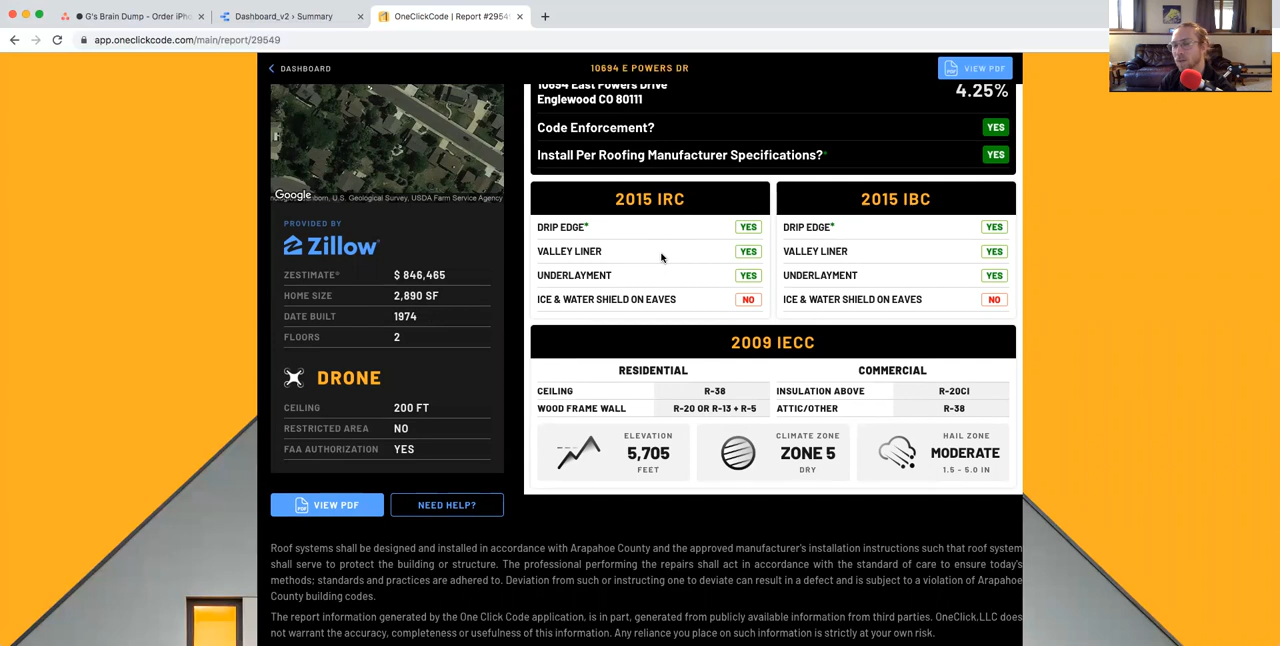 G's Brain Dump - Order iPho
Dashboard_v2 › Summary
OneClickCode | Report #2954
app.oneclickcode.com/main/report/29549
DASHBOARD
10694 E POWERS DR
VIEW PDF
10694 East Powers Drive
Englewood CO 80111
4.25%
Code Enforcement?
YES
Install Per Roofing Manufacturer Specifications?*
YES
Google
U.S. Geological Survey, USDA Farm Service Agency
PROVIDED BY
Zillow
ZESTIMATE* $ 846,465
HOME SIZE 2,890 SF
DATE BUILT 1974
FLOORS 2
DRONE
CEILING 200 FT
RESTRICTED AREA NO
FAA AUTHORIZATION YES
VIEW PDF
NEED HELP?
2015 IRC
DRIP EDGE* YES
VALLEY LINER YES
UNDERLAYMENT YES
ICE & WATER SHIELD ON EAVES NO
2015 IBC
DRIP EDGE* YES
VALLEY LINER YES
UNDERLAYMENT YES
ICE & WATER SHIELD ON EAVES NO
2009 IECC
RESIDENTIAL
CEILING R-38
WOOD FRAME WALL R-20 OR R-13 + R-5
COMMERCIAL
INSULATION ABOVE R-20CI
ATTIC/OTHER R-38
ELEVATION
5,705
FEET
CLIMATE ZONE
ZONE 5
DRY
HAIL ZONE
MODERATE
1.5 - 5.0 IN
Roof systems shall be designed and installed in accordance with Arapahoe County and the approved manufacturer's installation instructions such that roof system
shall serve to protect the building or structure. The professional performing the repairs shall act in accordance with the standard of care to ensure today's
methods; standards and practices are adhered to. Deviation from such or instructing one to deviate can result in a defect and is subject to a violation of Arapahoe
County building codes.
The report information generated by the One Click Code application, is in part, generated from publicly available information from third parties. OneClick,LLC does
not warrant the accuracy, completeness or usefulness of this information. Any reliance you place on such information is strictly at your own risk.